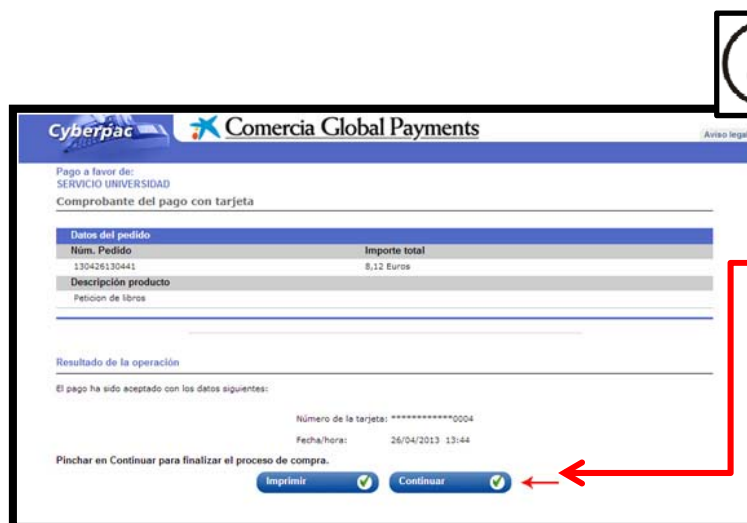 Cyberpac
Comercia Global Payments
Aviso legal
Pago a favor de:
SERVICIO UNIVERSIDAD
Comprobante del pago con tarjeta
Datos del pedido
Núm. Pedido Importe total
130426130441 8,12 Euros
Descripción producto
Peticion de libros
Resultado de la operación
El pago ha sido aceptado con los datos siguientes:
Número de la tarjeta: ************0004
Fecha/hora: 26/04/2013 13:44
Pinchar en Continuar para finalizar el proceso de compra.
Imprimir Continuar